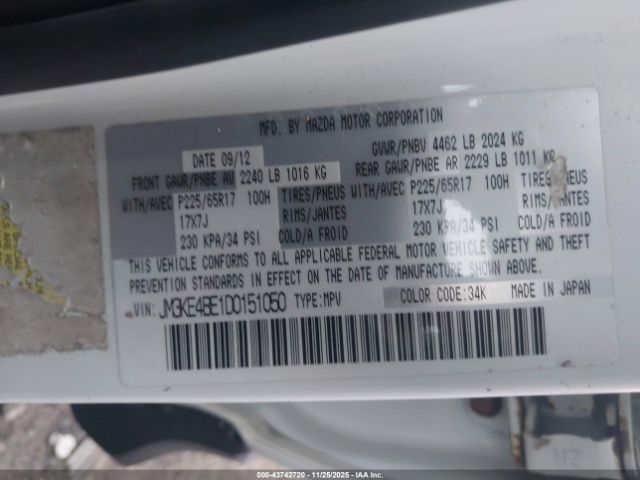 MFD. BY MAZDA MOTOR CORPORATION
DATE 09/12 GVWR/PNBV 4462 LB 2024 KG
FRONT GAWR/PNBE AV 2240 LB 1016 KG REAR GAWR/PNBE AR 2229 LB 1011 KG
WITH/AVEC P225/65R17 100H TIRES/PNEUS WITH/AVEC P225/65R17 100H TIRES/PNEUS
17X7J RIMS/JANTES 17X7J RIMS/JANTES
230 KPA/34 PSI COLD/A FROID 230 KPA/34 PSI COLD/A FROID
THIS VEHICLE CONFORMS TO ALL APPLICABLE FEDERAL MOTOR VEHICLE SAFETY AND THEFT
PREVENTION STANDARDS IN EFFECT ON THE DATE OF MANUFACTURE SHOWN ABOVE.
VIN: JM3KE4BE1D0151050 TYPE:MPV COLOR CODE:34K MADE IN JAPAN
000-43742720 - 11/25/2025 - IAAI.COM